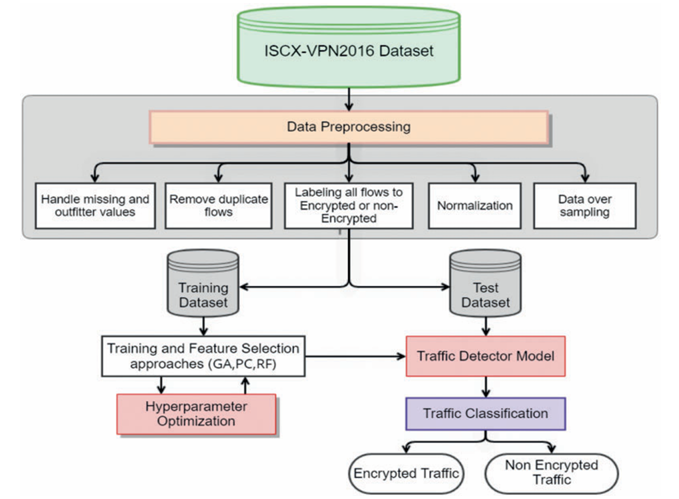 ISCX-VPN2016 Dataset
Data Preprocessing
Handle missing and
outfitter values
Remove duplicate
flows
Labeling all flows to
Encrypted or non-
Encrypted
Normalization
Data over
sampling
Training
Dataset
Test
Dataset
Training and Feature Selection
approaches (GA,PC,RF)
Traffic Detector Model
Hyperparameter
Optimization
Traffic Classification
Encrypted Traffic
Non Encrypted
Traffic